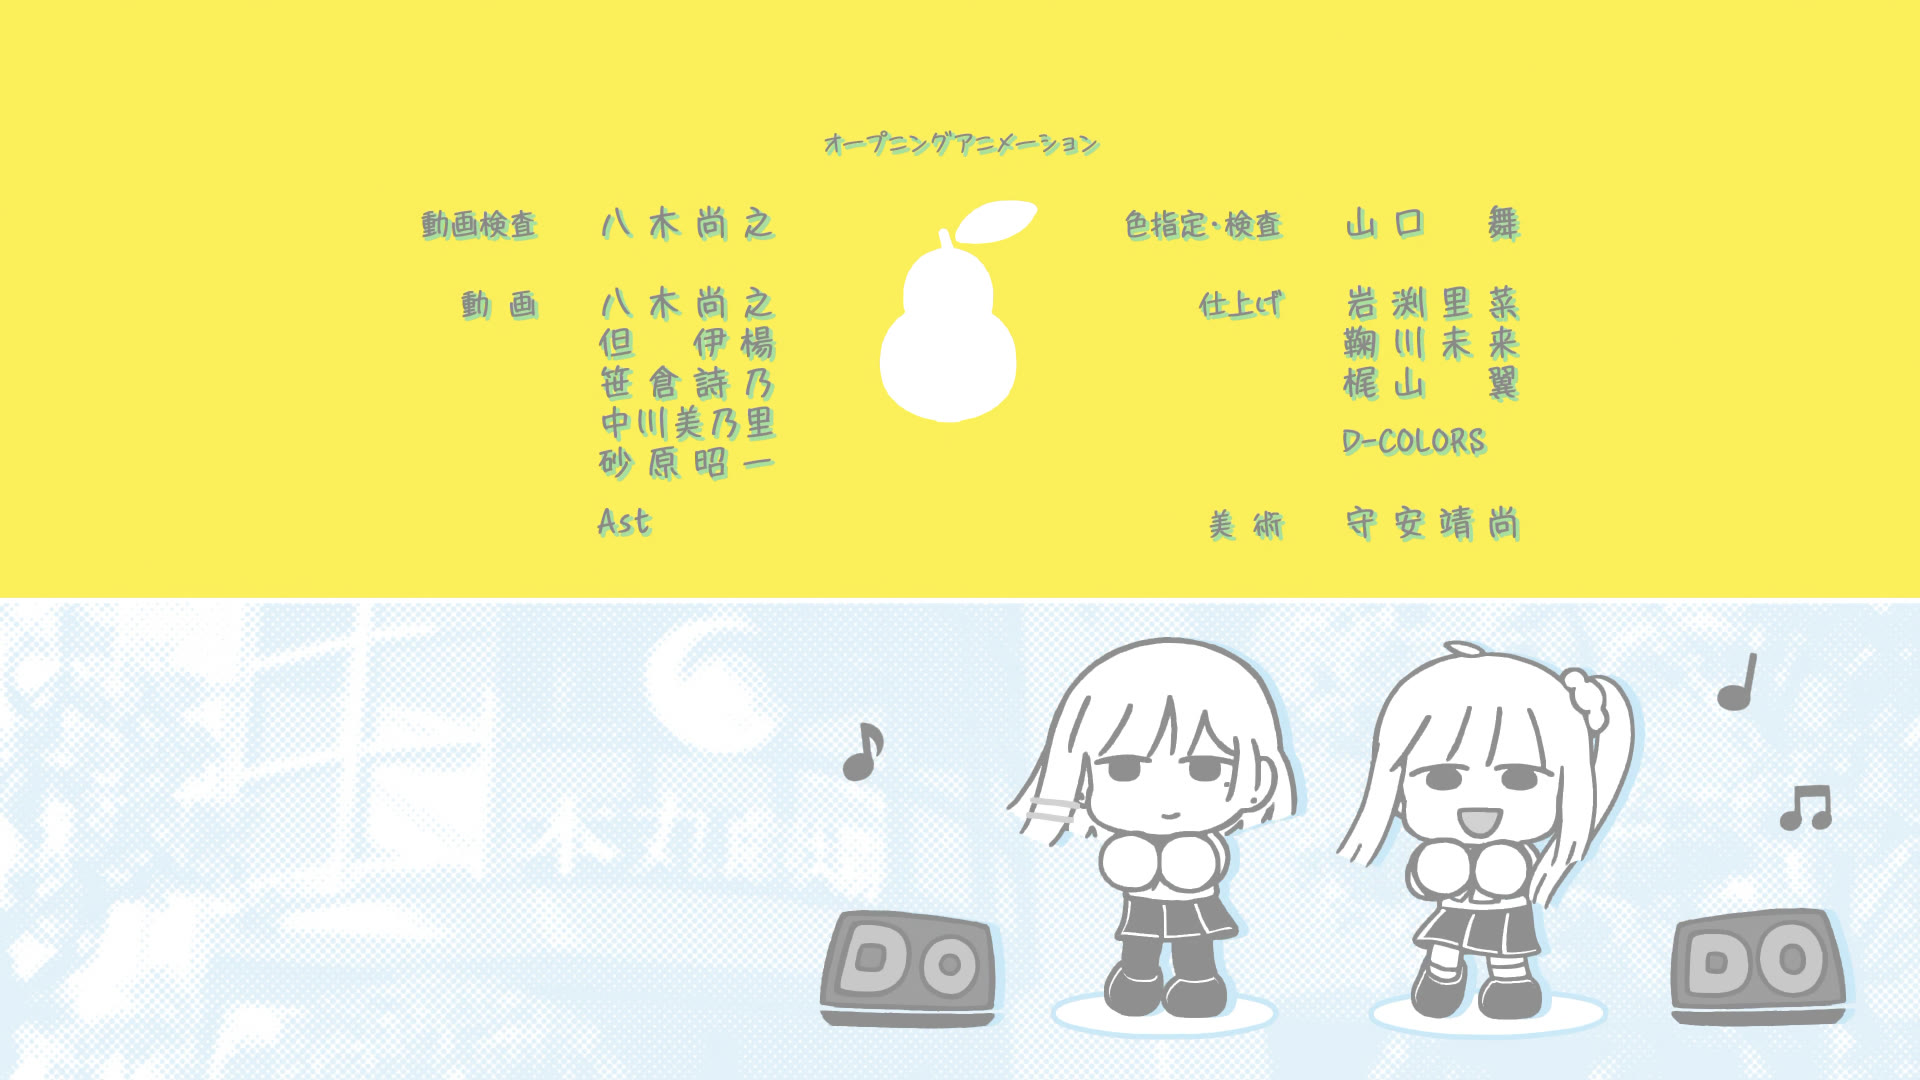 オープニングアニメーション
動画検査 八木尚之
動画 八木尚之
但 伊楊
笹倉詩乃
中川美乃里
砂原昭一
Ast
色指定・検査 山口 舞
仕上げ 岩渕里菜
鞠川未来
梶山 翼
D-COLORS
美術 守安靖尚
DO
DO